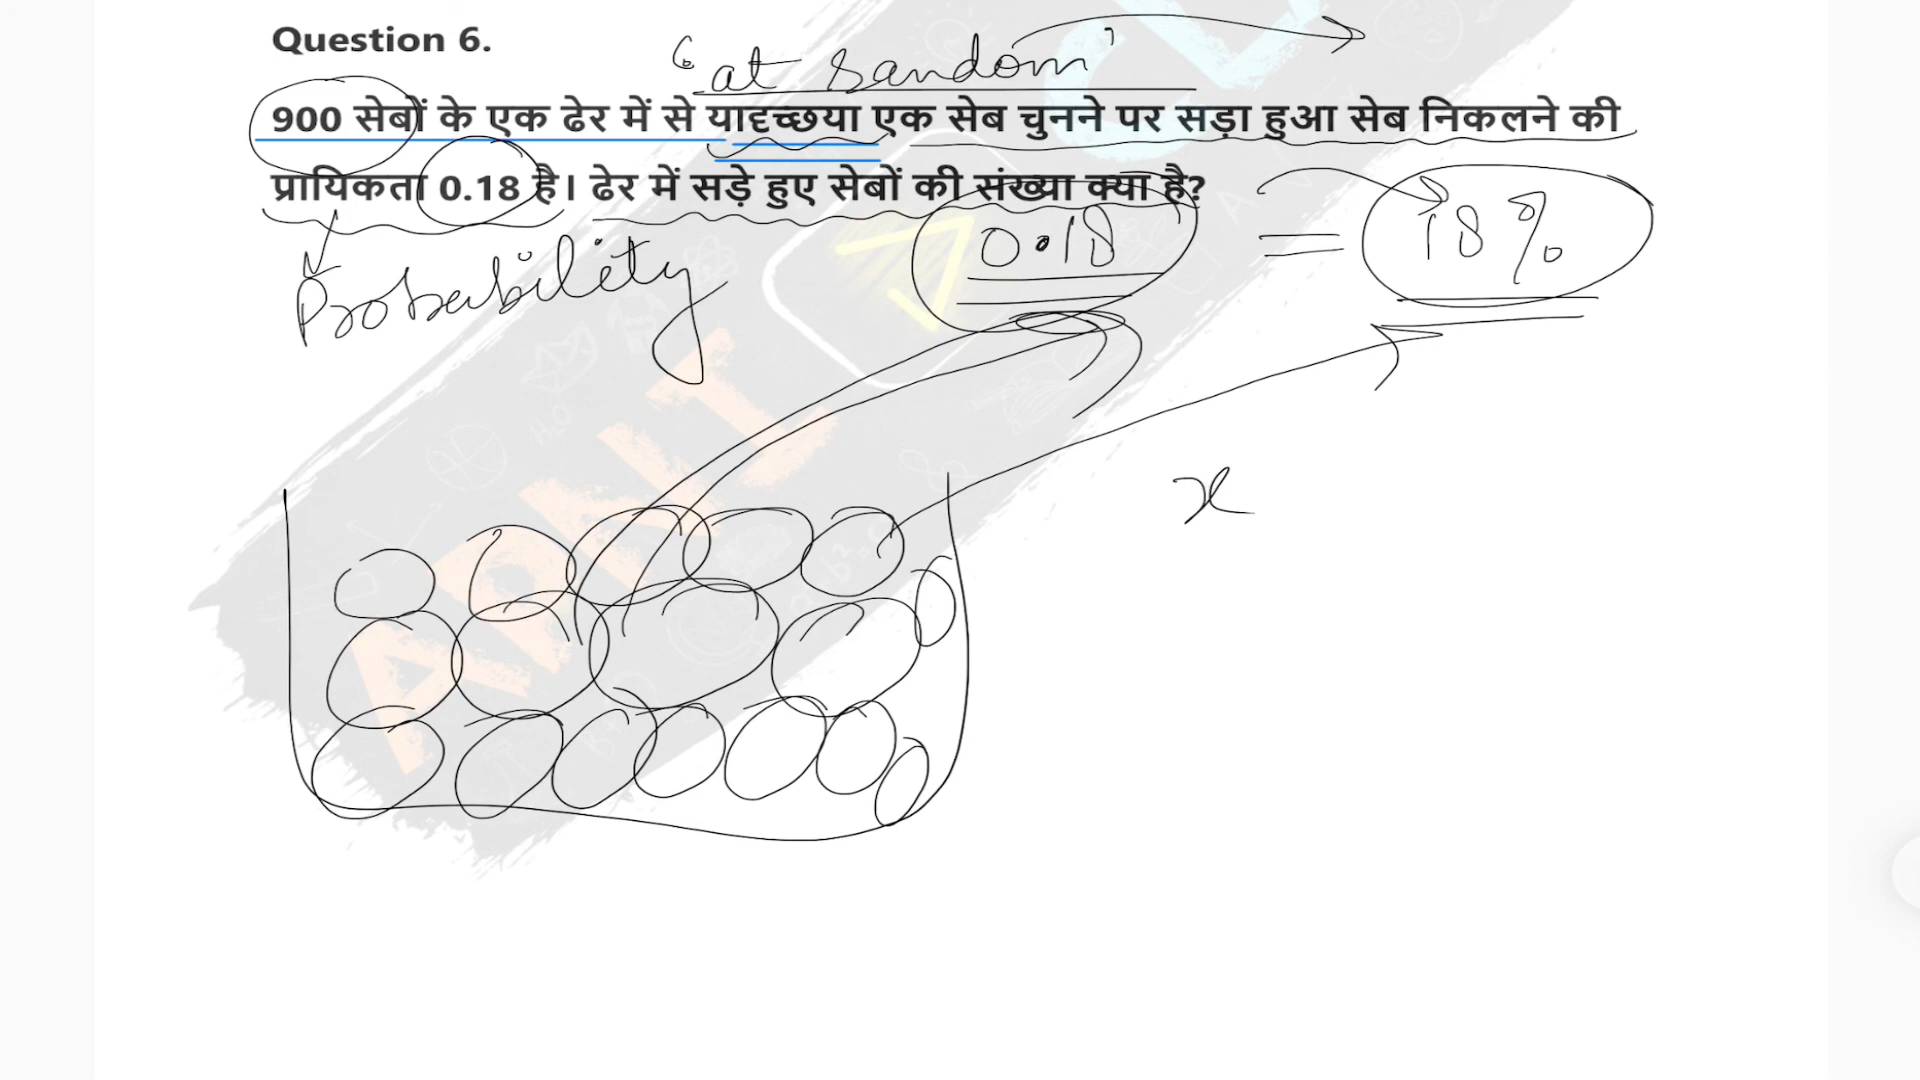 Question 6.
'at random'
900 सेबों के एक ढेर में से यादृच्छया एक सेब चुनने पर सड़ा हुआ सेब निकलने की
प्रायिकता 0.18 है। ढेर में सड़े हुए सेबों की संख्या क्या है?
Probability 0.18 = 18%
x